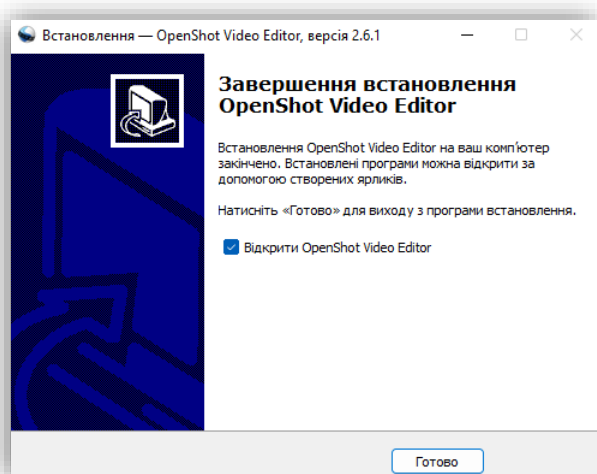 Встановлення — OpenShot Video Editor, версія 2.6.1
Завершення встановлення
OpenShot Video Editor
Встановлення OpenShot Video Editor на ваш комп'ютер
закінчено. Встановлені програми можна відкрити за
допомогою створених ярликів.
Натисніть «Готово» для виходу з програми встановлення.
Відкрити OpenShot Video Editor
Готово